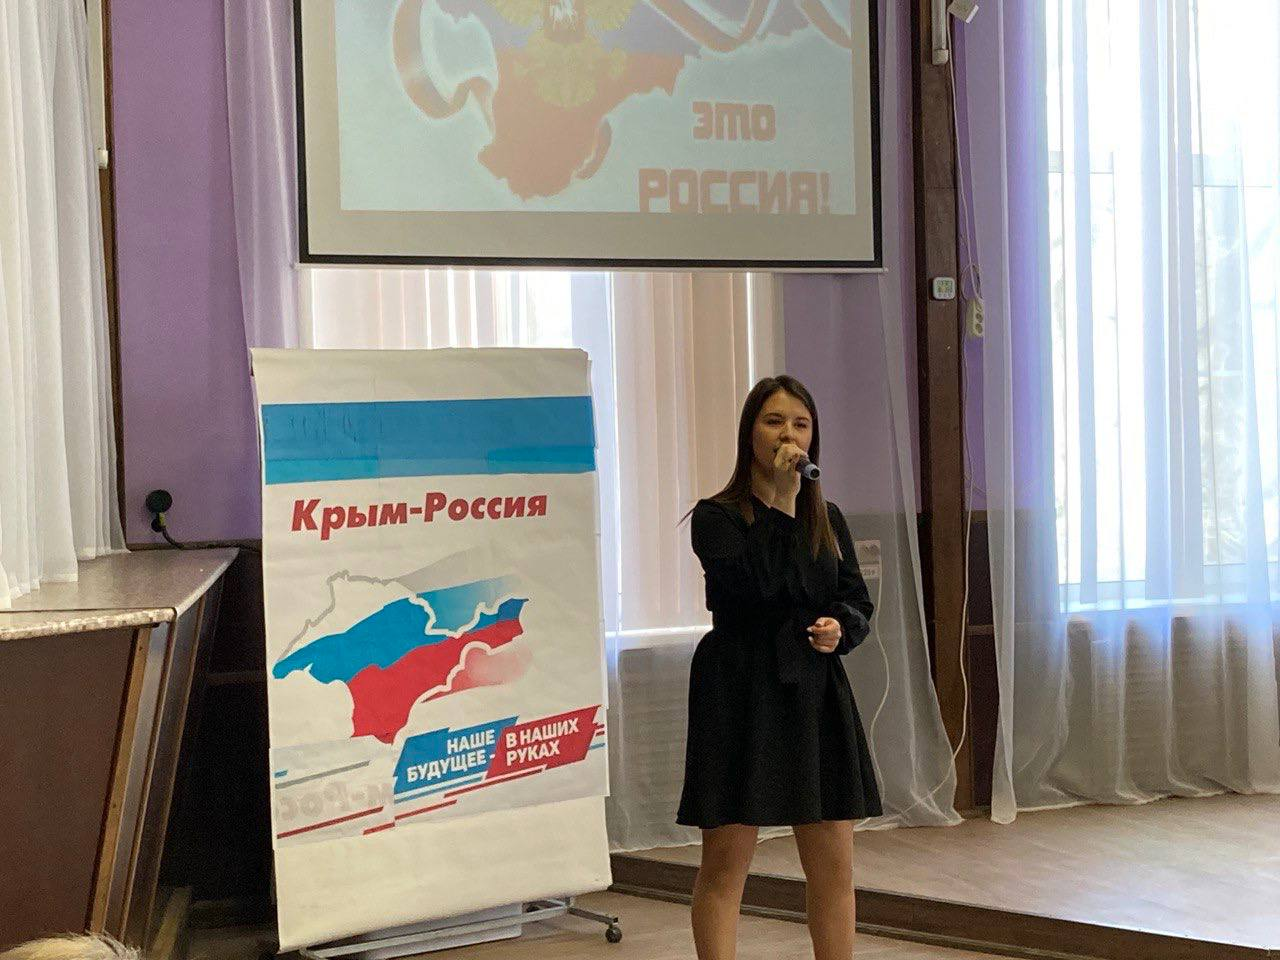 ЭТО
РОССИЯ!
Крым-Россия
НАШЕ
БУДУЩЕЕ -
В НАШИХ
РУКАХ